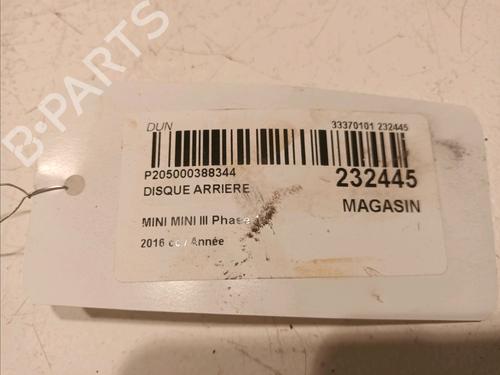 B-PARTS
DUN
33370101 232445
P205000388344
DISQUE ARRIERE
232445
MAGASIN
MINI MINI III Phase
2016 Année